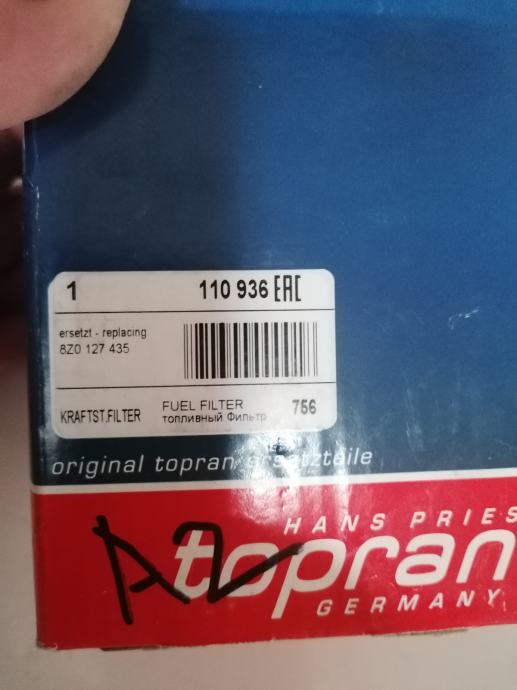 1 110 936 EAC
ersetzt - replacing
8Z0 127 435
KRAFTST.FILTER FUEL FILTER 756
топливный Фильтр
original topran ersatzteile
HANS PRIES
topran
GERMANY
A2